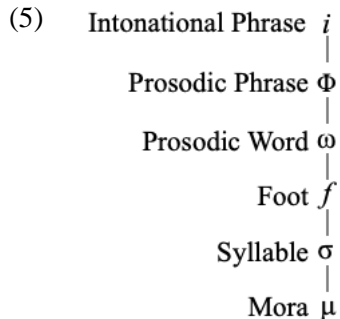 (5) Intonational Phrase i
Prosodic Phrase Φ
Prosodic Word ω
Foot f
Syllable σ
Mora μ